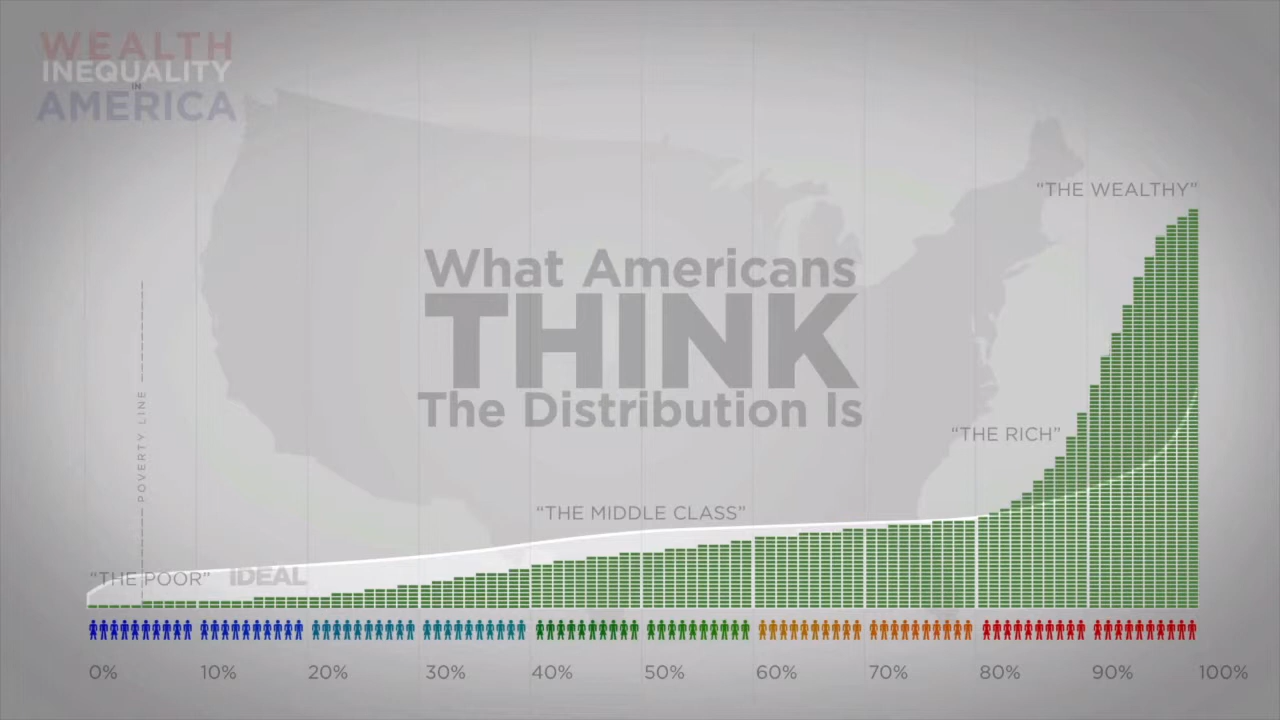 WEALTH
INEQUALITY
IN
AMERICA
"THE WEALTHY"
What Americans
THINK
The Distribution Is
POVERTY LINE
"THE RICH"
"THE MIDDLE CLASS"
"THE POOR"
IDEAL
0% 10% 20% 30% 40% 50% 60% 70% 80% 90% 100%